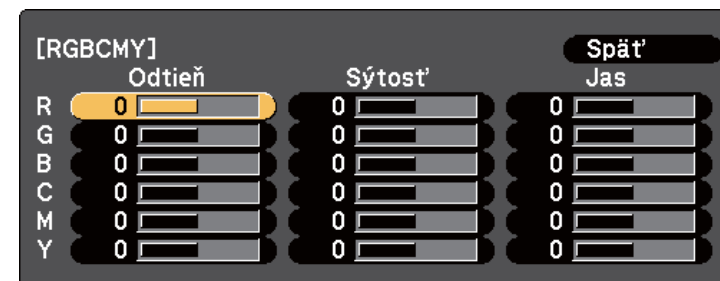 [RGBCMY] Späť
Odtieň Sýtosť Jas
R 0 0 0
G 0 0 0
B 0 0 0
C 0 0 0
M 0 0 0
Y 0 0 0